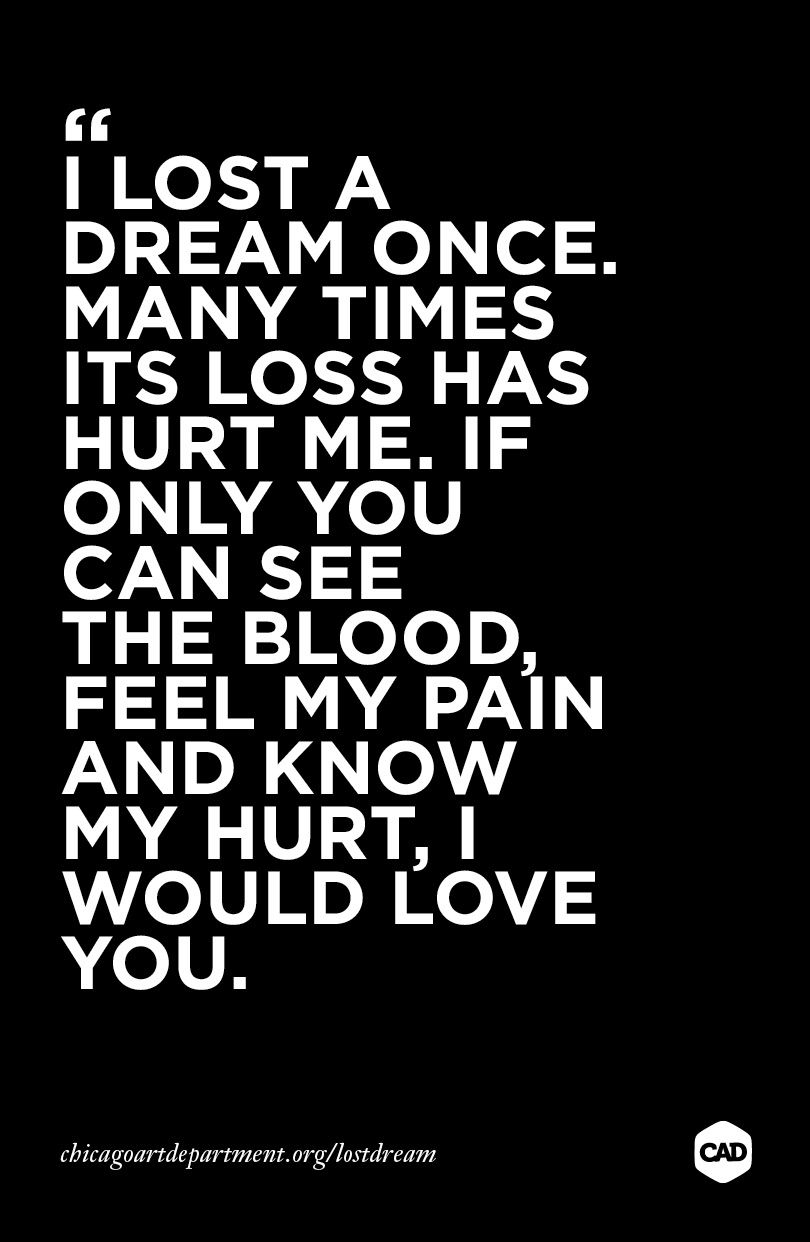 “
I LOST A
DREAM ONCE.
MANY TIMES
ITS LOSS HAS
HURT ME. IF
ONLY YOU
CAN SEE
THE BLOOD,
FEEL MY PAIN
AND KNOW
MY HURT, I
WOULD LOVE
YOU.
chicagoartdepartment.org/lostdream
CAD